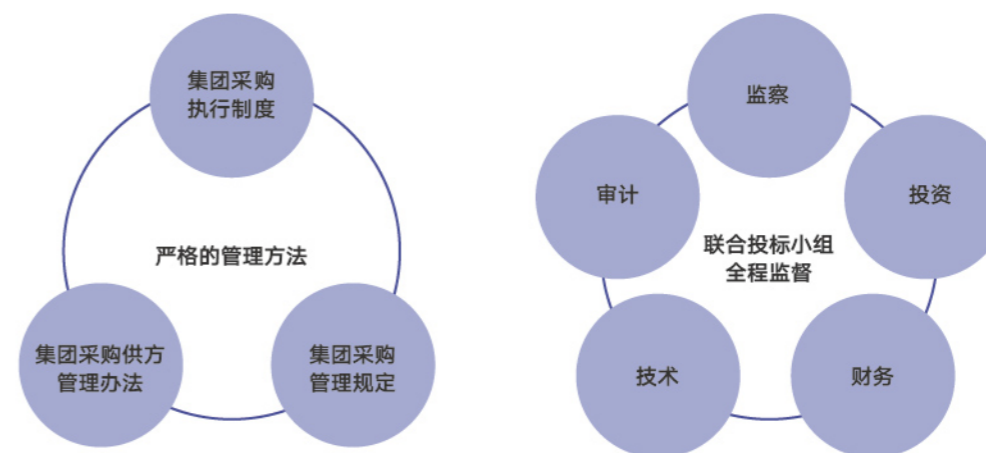 集团采购
执行制度
严格的管理方法
集团采购供方
管理办法
集团采购
管理规定
监察
审计
投资
联合投标小组
全程监督
技术
财务